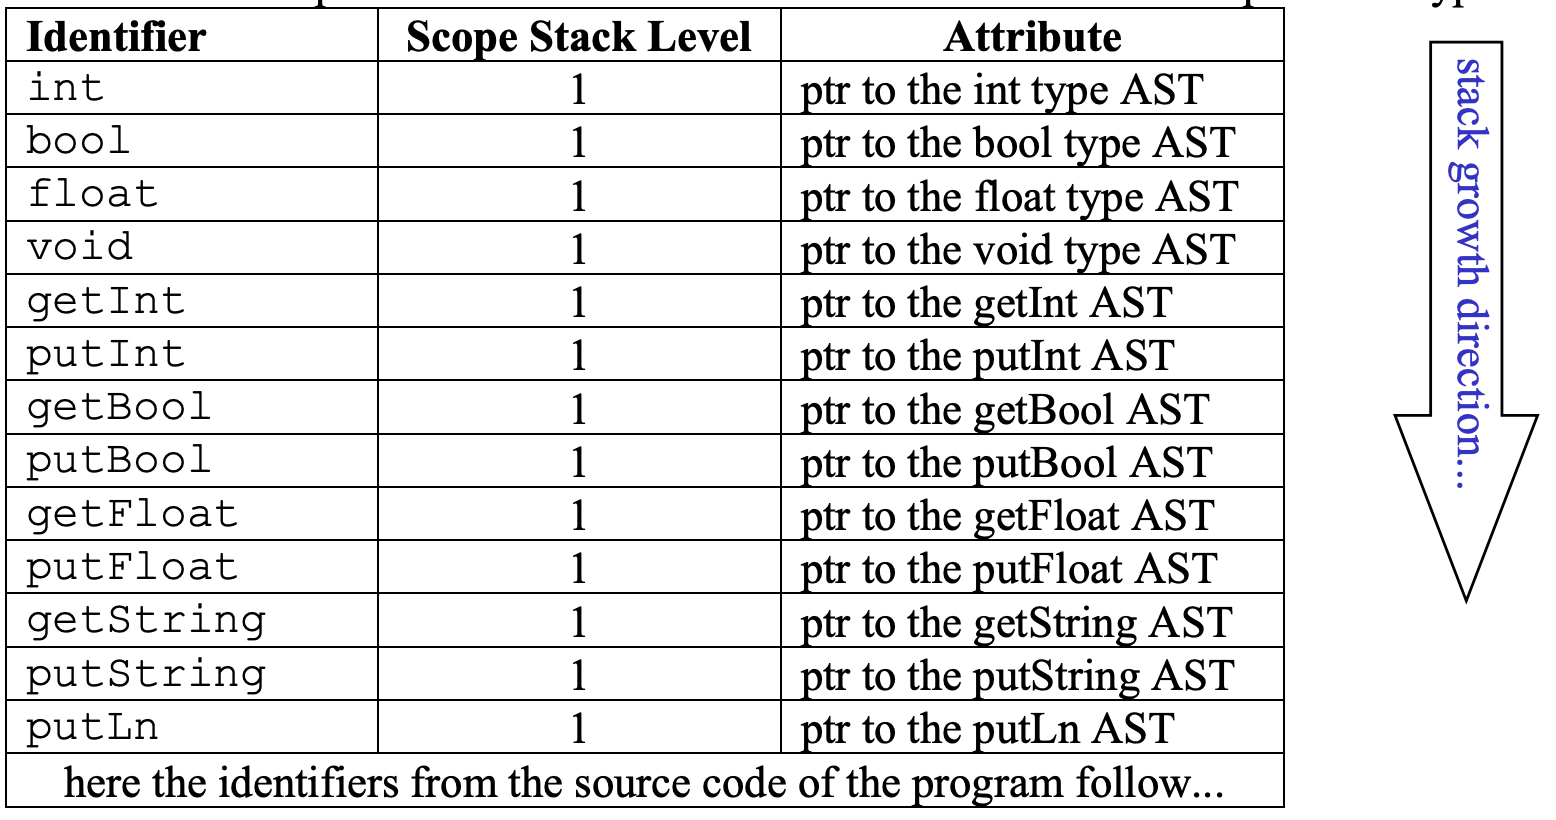 Identifier Scope Stack Level Attribute
int 1 ptr to the int type AST
bool 1 ptr to the bool type AST
float 1 ptr to the float type AST
void 1 ptr to the void type AST
getInt 1 ptr to the getInt AST
putInt 1 ptr to the putInt AST
getBool 1 ptr to the getBool AST
putBool 1 ptr to the putBool AST
getFloat 1 ptr to the getFloat AST
putFloat 1 ptr to the putFloat AST
getString 1 ptr to the getString AST
putString 1 ptr to the putString AST
putLn 1 ptr to the putLn AST
here the identifiers from the source code of the program follow...
stack growth direction...